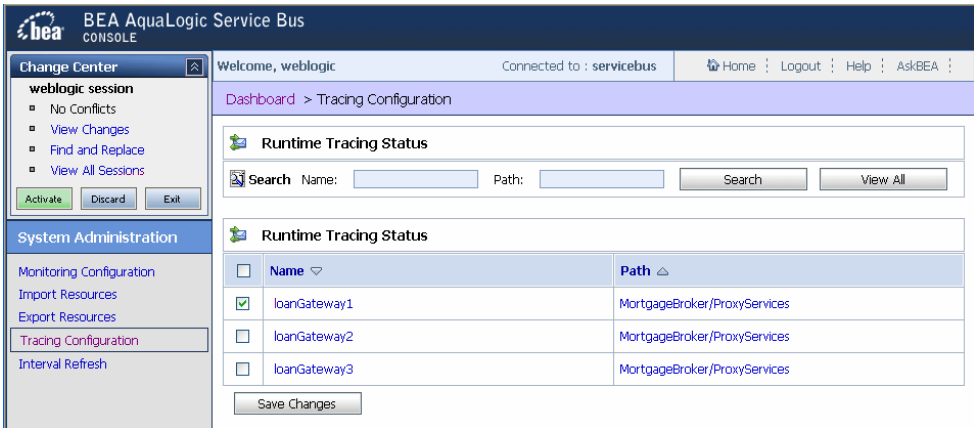 bea
BEA AquaLogic Service Bus
CONSOLE
Change Center
weblogic session
No Conflicts
View Changes
Find and Replace
View All Sessions
Activate Discard Exit
System Administration
Monitoring Configuration
Import Resources
Export Resources
Tracing Configuration
Interval Refresh
Welcome, weblogic Connected to : servicebus Home Logout Help AskBEA
Dashboard > Tracing Configuration
Runtime Tracing Status
Search Name: Path: Search View All
Runtime Tracing Status
Name Path
loanGateway1 MortgageBroker/ProxyServices
loanGateway2 MortgageBroker/ProxyServices
loanGateway3 MortgageBroker/ProxyServices
Save Changes